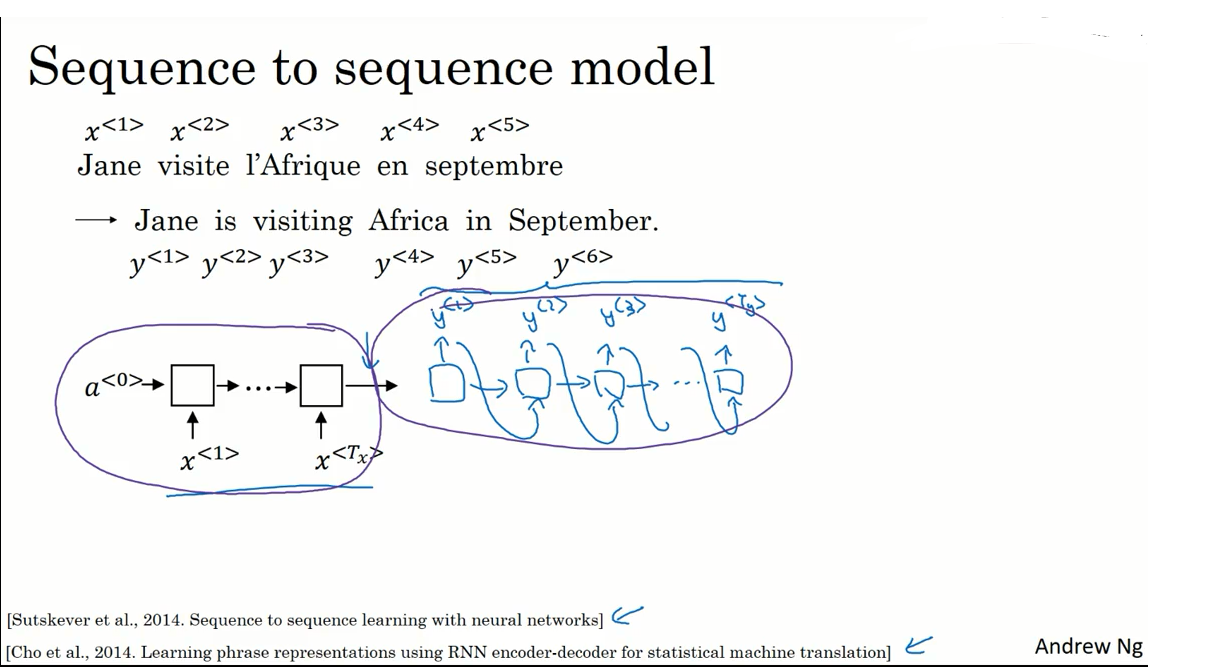 Sequence to sequence model
x<1> x<2> x<3> x<4> x<5>
Jane visite l'Afrique en septembre
→ Jane is visiting Africa in September.
y<1> y<2> y<3> y<4> y<5> y<6>
y<1> y<2> y<3> y<Ty>
a<0> → → ... → →
→ → → ...
x<1> x<Tx>
[Sutskever et al., 2014. Sequence to sequence learning with neural networks] ←
[Cho et al., 2014. Learning phrase representations using RNN encoder-decoder for statistical machine translation] ←
Andrew Ng